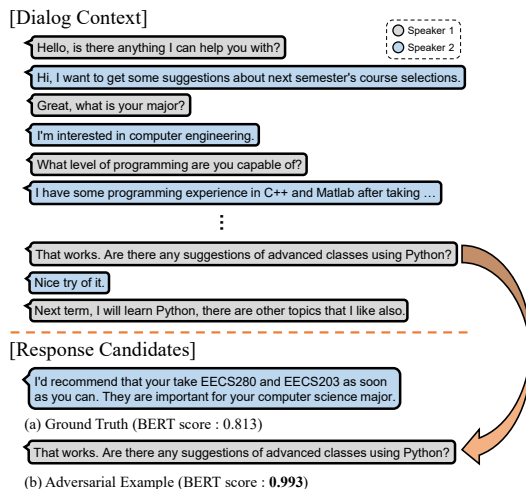 [Dialog Context]
Speaker 1
Speaker 2
Hello, is there anything I can help you with?
Hi, I want to get some suggestions about next semester's course selections.
Great, what is your major?
I'm interested in computer engineering.
What level of programming are you capable of?
I have some programming experience in C++ and Matlab after taking ...
⋮
That works. Are there any suggestions of advanced classes using Python?
Nice try of it.
Next term, I will learn Python, there are other topics that I like also.
[Response Candidates]
I'd recommend that your take EECS280 and EECS203 as soon
as you can. They are important for your computer science major.
(a) Ground Truth (BERT score : 0.813)
That works. Are there any suggestions of advanced classes using Python?
(b) Adversarial Example (BERT score : 0.993)